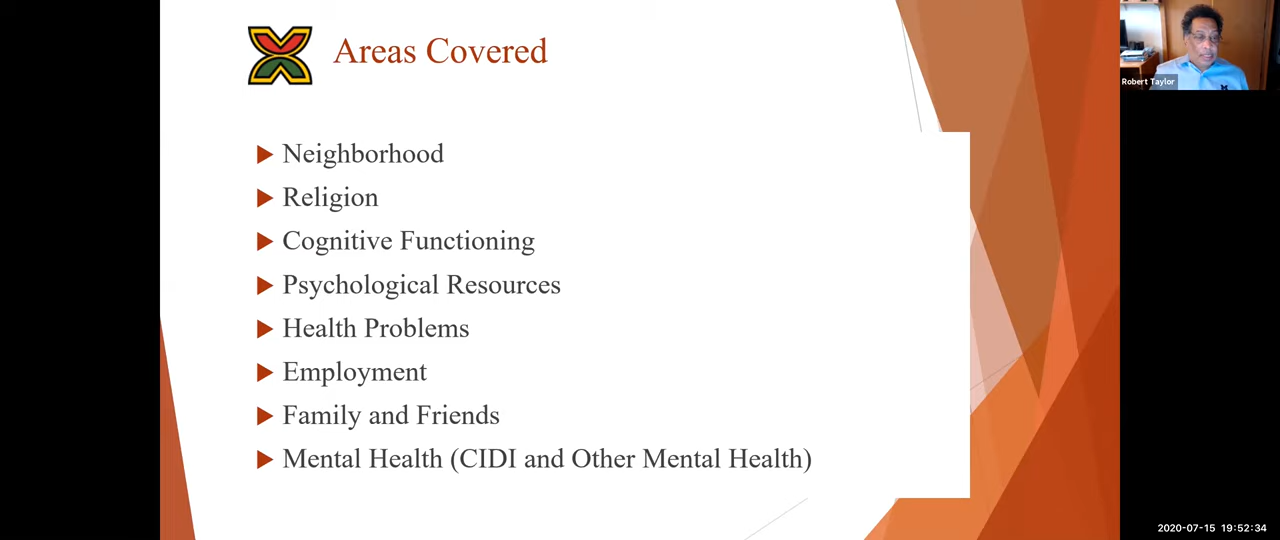 Areas Covered
Neighborhood
Religion
Cognitive Functioning
Psychological Resources
Health Problems
Employment
Family and Friends
Mental Health (CIDI and Other Mental Health)
Robert Taylor
2020-07-15 19:52:34